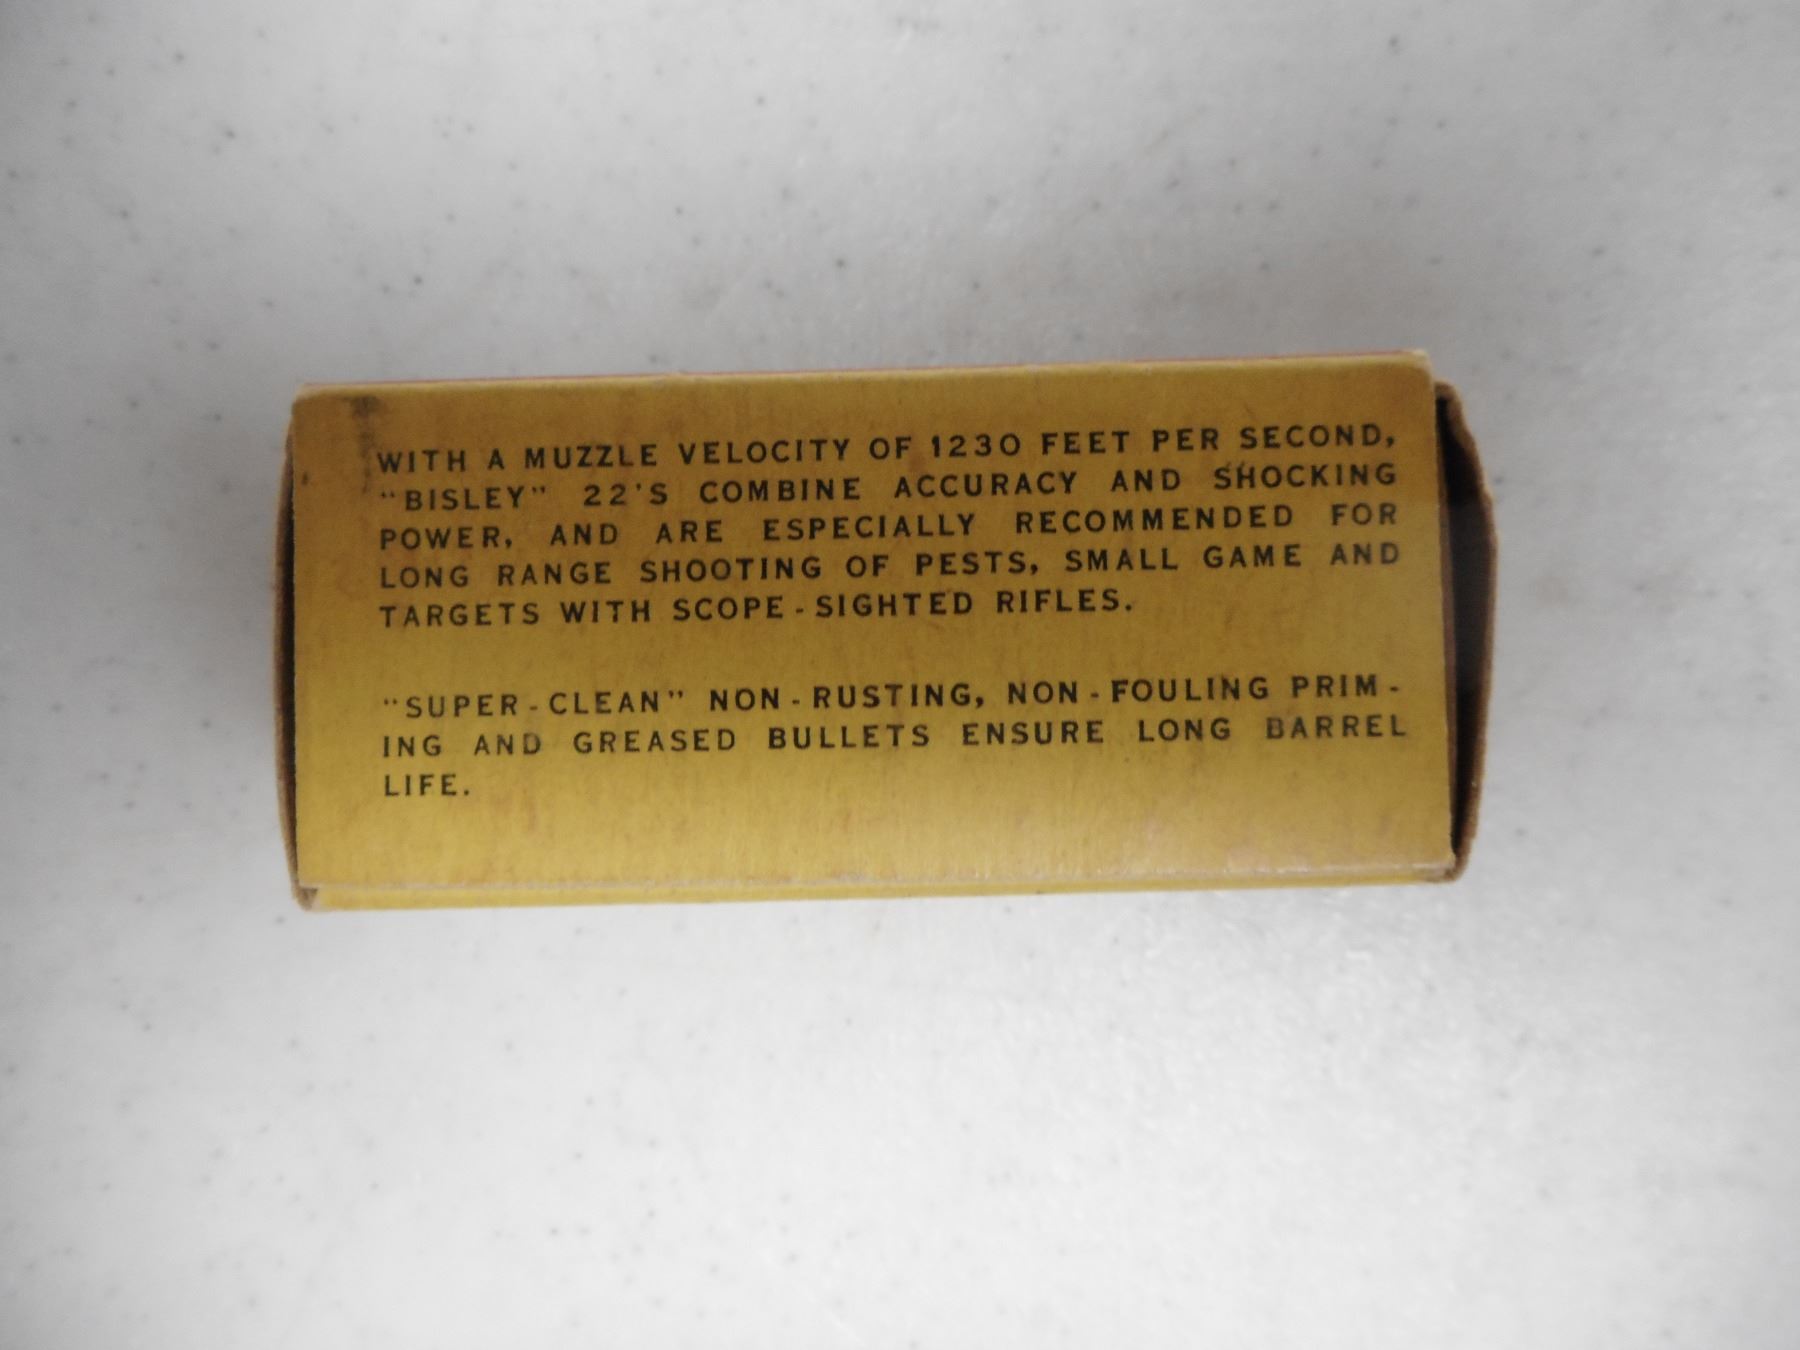 WITH A MUZZLE VELOCITY OF 1230 FEET PER SECOND,
"BISLEY" 22'S COMBINE ACCURACY AND SHOCKING
POWER, AND ARE ESPECIALLY RECOMMENDED FOR
LONG RANGE SHOOTING OF PESTS, SMALL GAME AND
TARGETS WITH SCOPE-SIGHTED RIFLES.
"SUPER-CLEAN" NON-RUSTING, NON-FOULING PRIM-
ING AND GREASED BULLETS ENSURE LONG BARREL
LIFE.